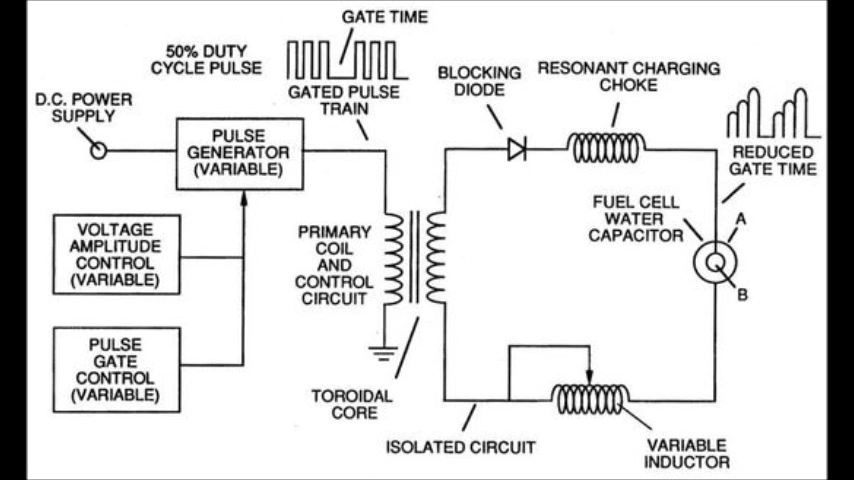 GATE TIME
50% DUTY
CYCLE PULSE
GATED PULSE
TRAIN
BLOCKING
DIODE
RESONANT CHARGING
CHOKE
D.C. POWER
SUPPLY
PULSE
GENERATOR
(VARIABLE)
REDUCED
GATE TIME
VOLTAGE
AMPLITUDE
CONTROL
(VARIABLE)
PRIMARY
COIL
AND
CONTROL
CIRCUIT
FUEL CELL
WATER
CAPACITOR
A
B
PULSE
GATE
CONTROL
(VARIABLE)
TOROIDAL
CORE
ISOLATED CIRCUIT
VARIABLE
INDUCTOR